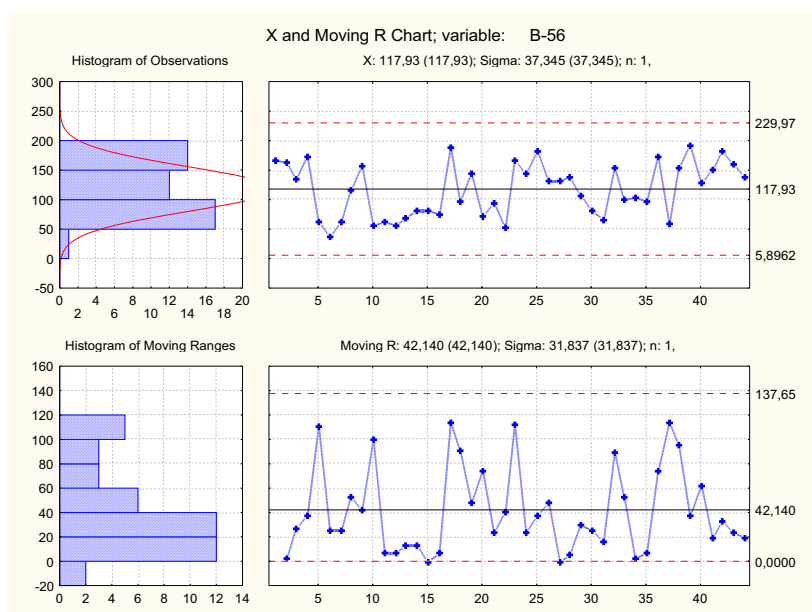 X and Moving R Chart; variable: B-56
Histogram of Observations
X: 117,93 (117,93); Sigma: 37,345 (37,345); n: 1,
300
250
200
150
100
50
0
-50
0 4 6 8 10 12 14 16 20
2 6 18
229,97
117,93
5,8962
5 10 15 20 25 30 35 40
Histogram of Moving Ranges
Moving R: 42,140 (42,140); Sigma: 31,837 (31,837); n: 1,
160
140
120
100
80
60
40
20
0
-20
0 2 4 6 8 10 12 14
137,65
42,140
0,0000
5 10 15 20 25 30 35 40